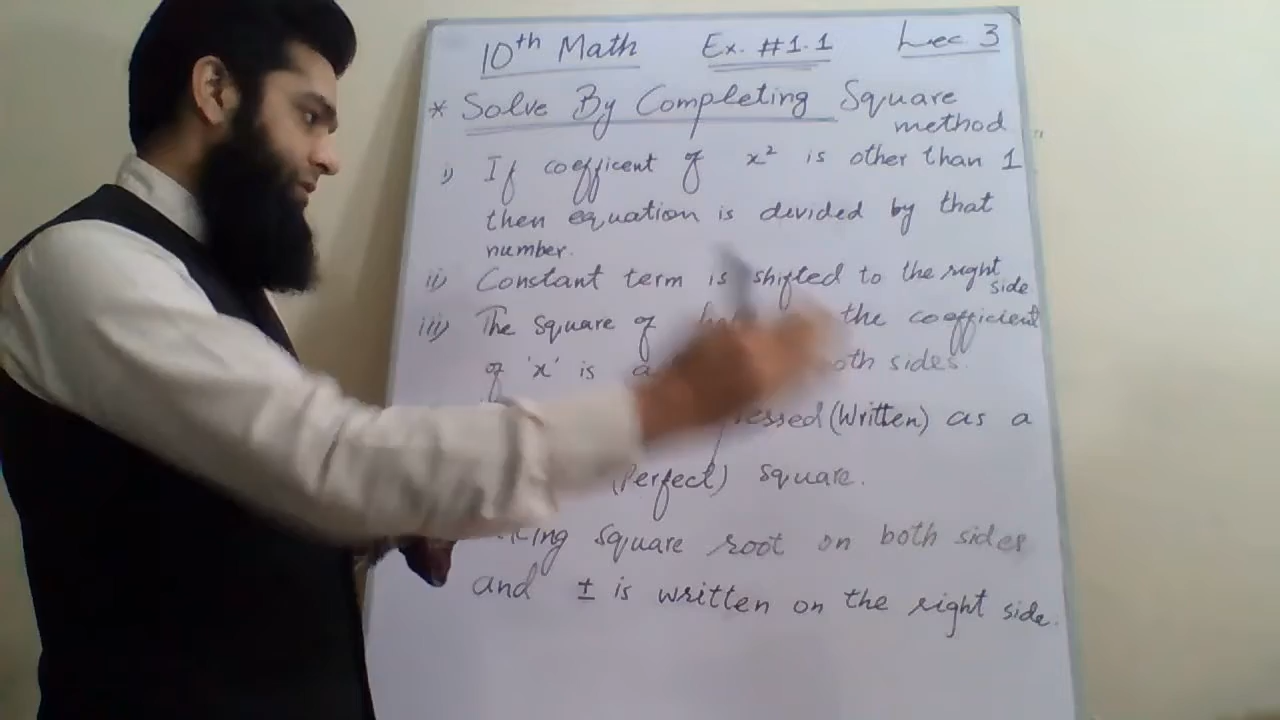 10th Math Ex. #1.1 Lec 3
* Solve By Completing Square
method
i) If coefficent of x² is other than 1
then equation is divided by that
number.
ii) Constant term is shifted to the right
side
iii) The square of the coefficient
of 'x' is both sides.
(Written) as a
(Perfect) square.
square root on both sides
and ± is written on the right side.